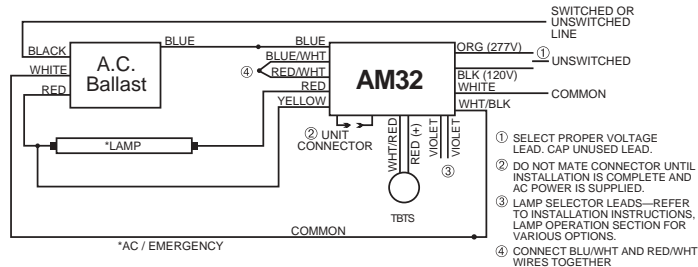 SWITCHED OR
UNSWITCHED
LINE
BLACK
BLUE
BLUE
ORG (277V)
①
UNSWITCHED
WHITE
A.C.
Ballast
BLUE/WHT
④
RED/WHT
AM32
BLK (120V)
RED
RED
WHITE
COMMON
YELLOW
WHT/BLK
*LAMP
② UNIT
CONNECTOR
WHT/RED
RED (+)
VIOLET
VIOLET
③
TBTS
COMMON
*AC / EMERGENCY
① SELECT PROPER VOLTAGE
LEAD. CAP UNUSED LEAD.
② DO NOT MATE CONNECTOR UNTIL
INSTALLATION IS COMPLETE AND
AC POWER IS SUPPLIED.
③ LAMP SELECTOR LEADS—REFER
TO INSTALLATION INSTRUCTIONS,
LAMP OPERATION SECTION FOR
VARIOUS OPTIONS.
④ CONNECT BLU/WHT AND RED/WHT
WIRES TOGETHER